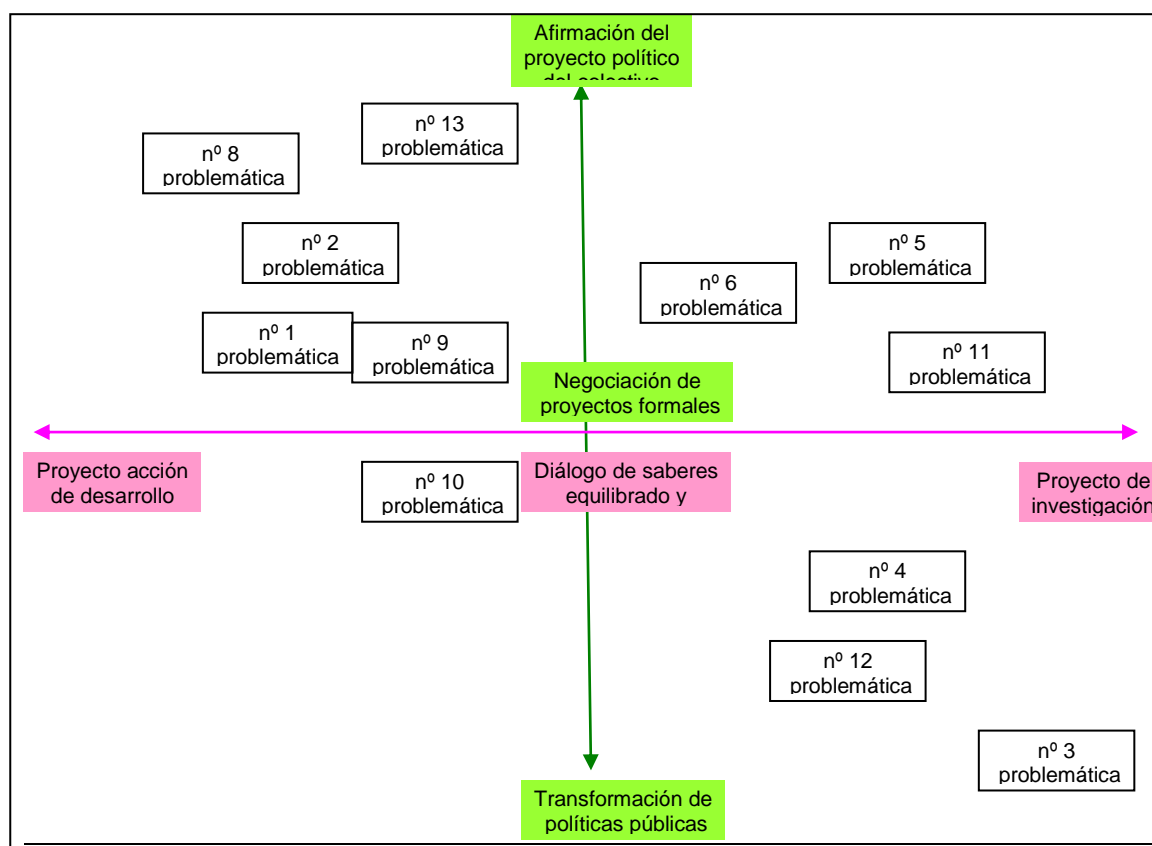 Afirmación del
proyecto político
del colectivo
nº 13
problemática
nº 8
problemática
nº 2
problemática
nº 5
problemática
nº 6
problemática
nº 1
problemática
nº 9
problemática
nº 11
problemática
Negociación de
proyectos formales
Proyecto acción
de desarrollo
Diálogo de saberes
equilibrado y
Proyecto de
investigación
nº 10
problemática
nº 4
problemática
nº 12
problemática
nº 3
problemática
Transformación de
políticas públicas